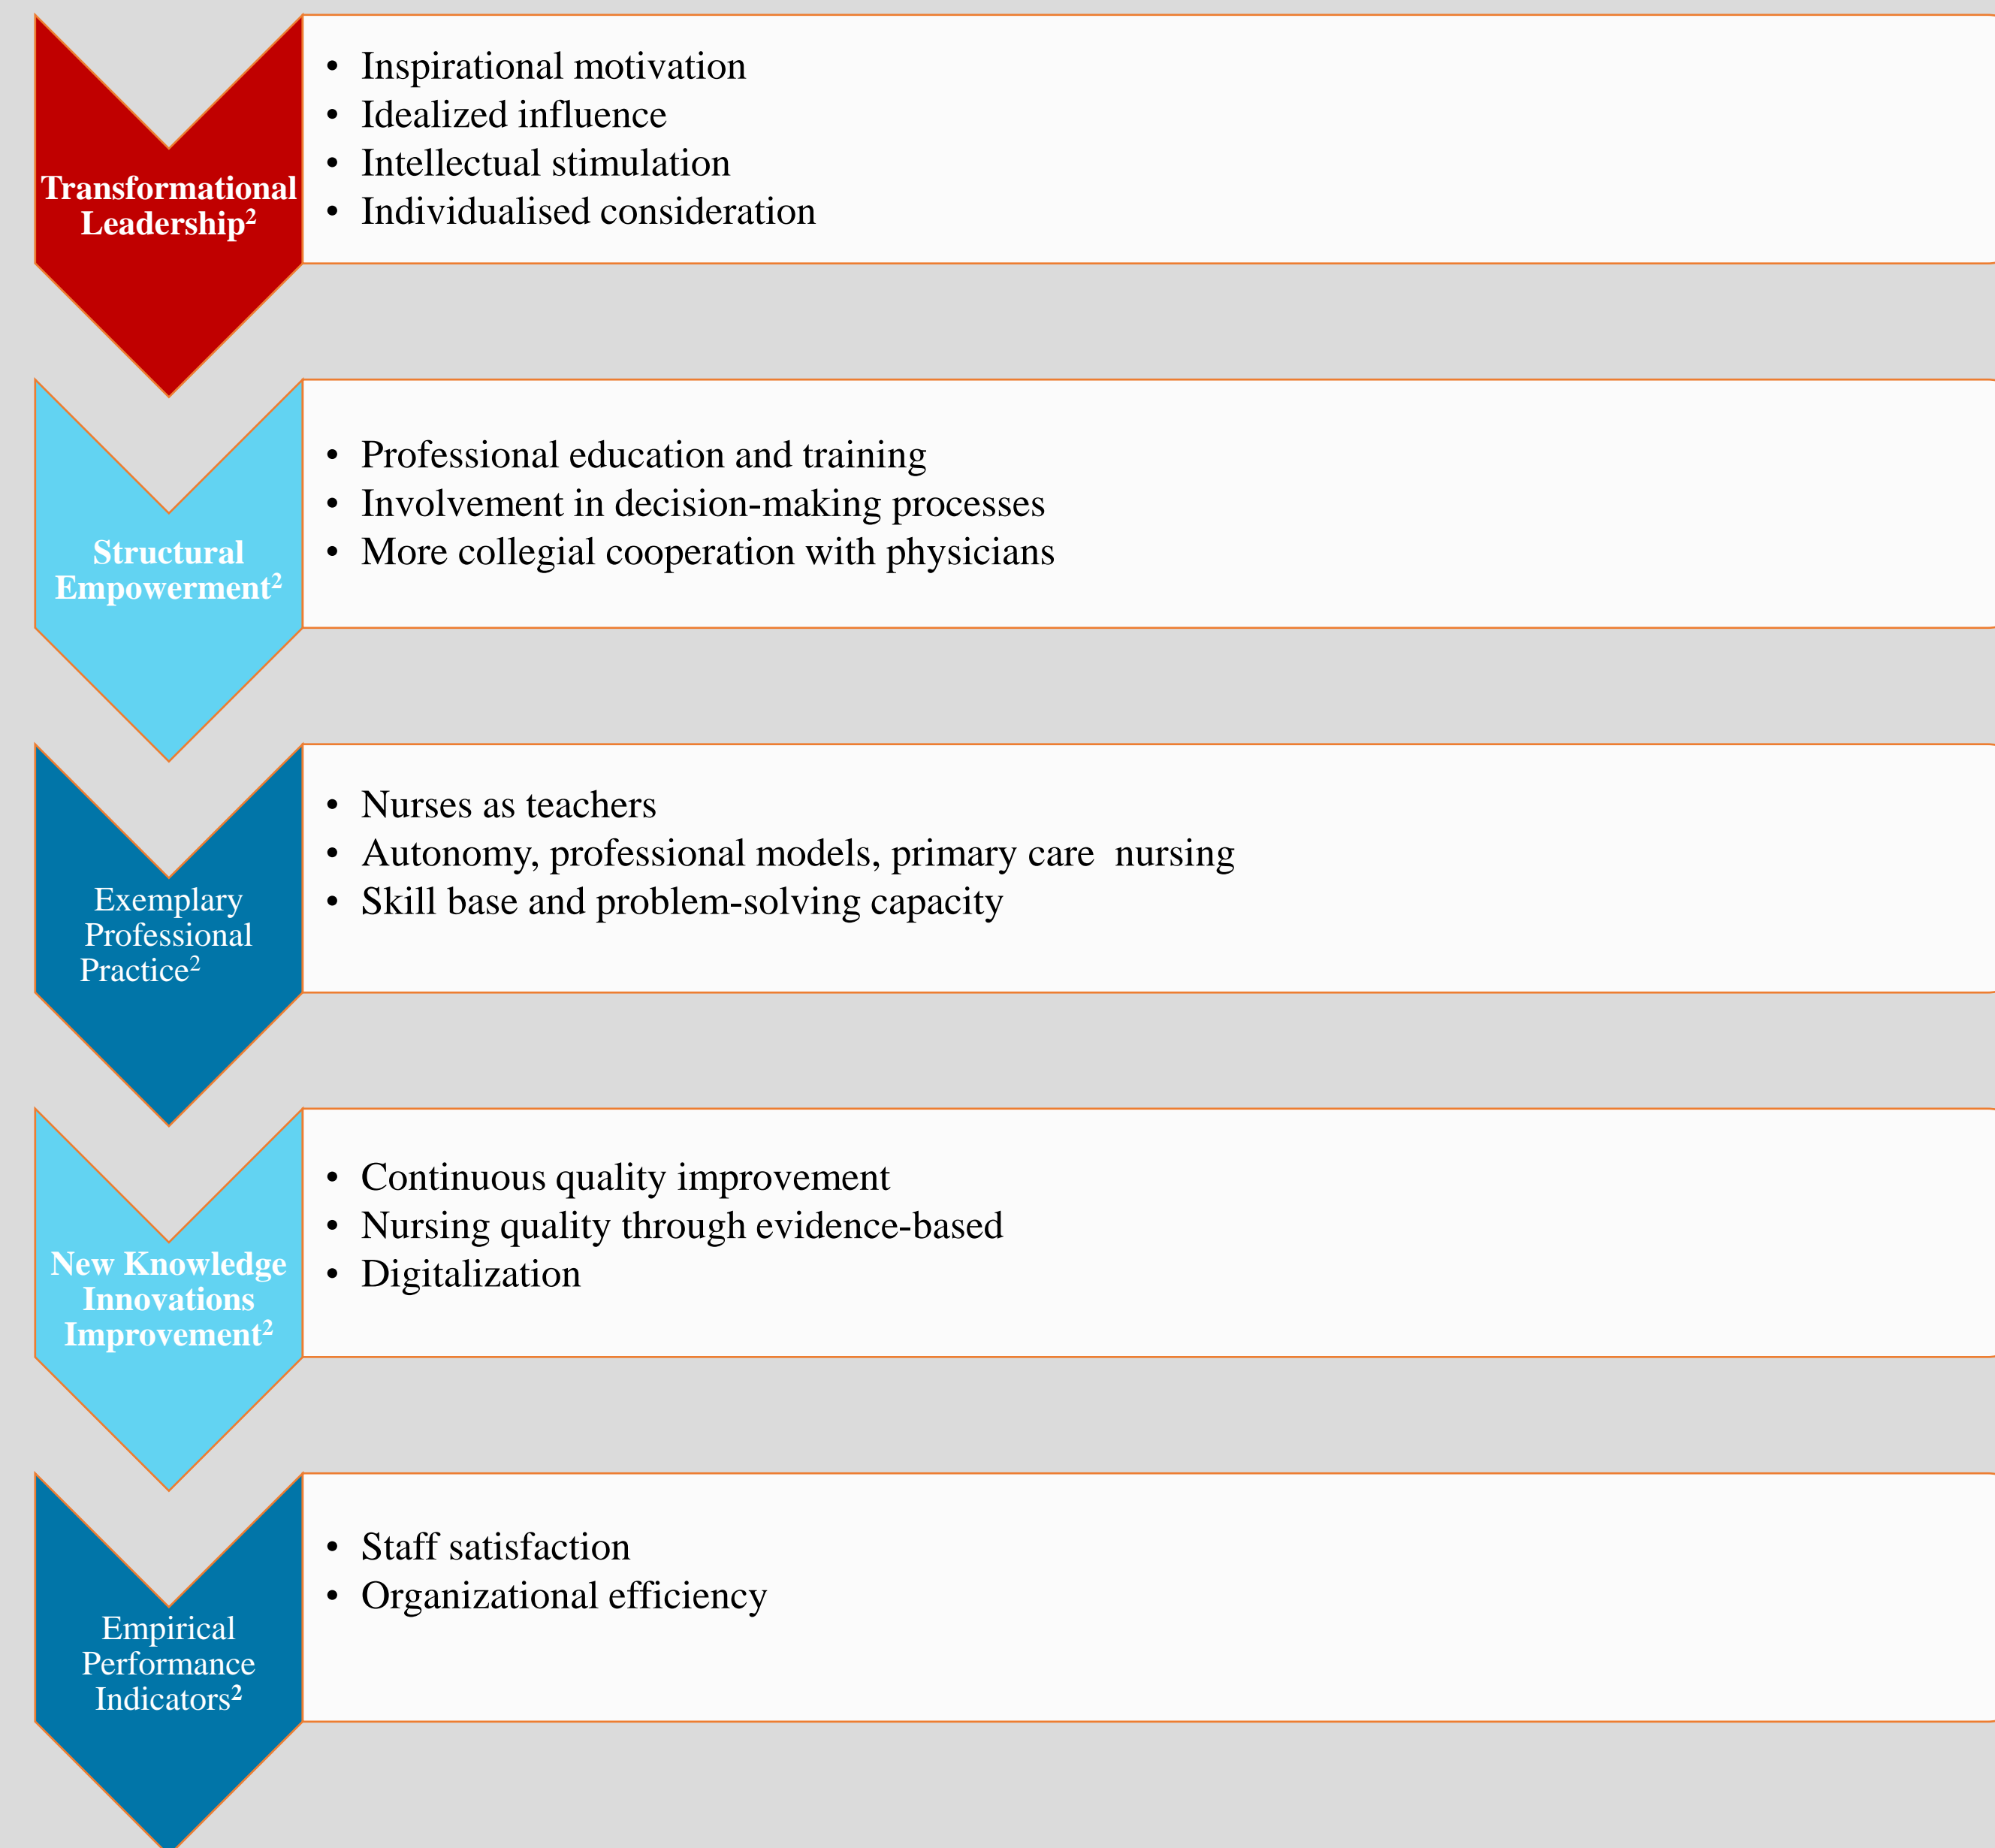 Transformational
Leadership²
• Inspirational motivation
• Idealized influence
• Intellectual stimulation
• Individualised consideration
Structural
Empowerment²
• Professional education and training
• Involvement in decision-making processes
• More collegial cooperation with physicians
Exemplary
Professional
Practice²
• Nurses as teachers
• Autonomy, professional models, primary care  nursing
• Skill base and problem-solving capacity
New Knowledge
Innovations
Improvement²
• Continuous quality improvement
• Nursing quality through evidence-based
• Digitalization
Empirical
Performance
Indicators²
• Staff satisfaction
• Organizational efficiency